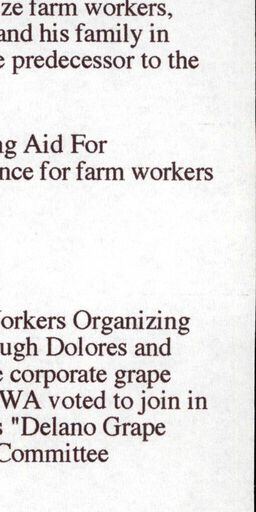 ze farm workers,
and his family in
e predecessor to the
ng Aid For
nce for farm workers
orkers Organizing
ugh Dolores and
e corporate grape
WA voted to join in
s "Delano Grape
Committee